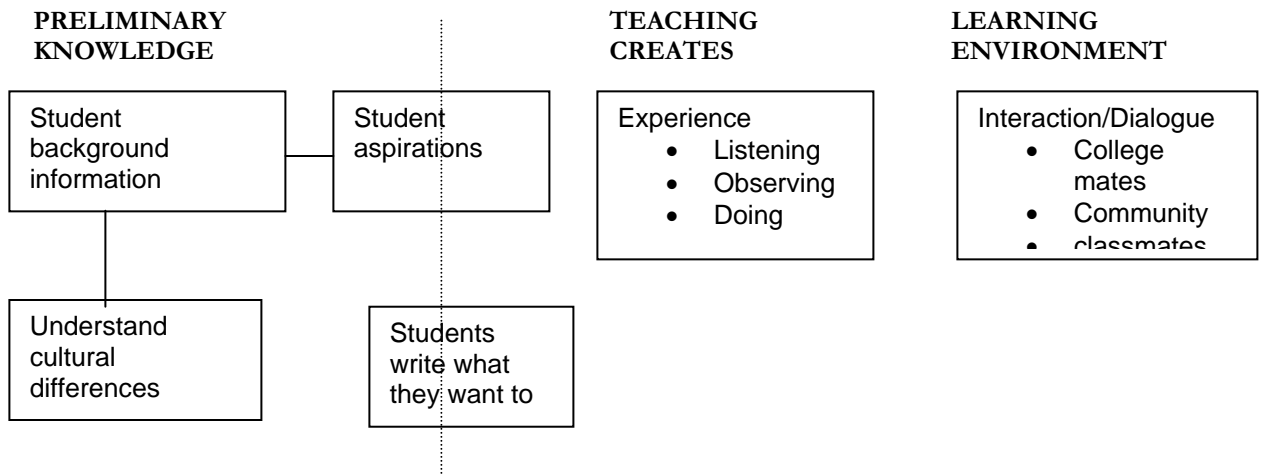 PRELIMINARY
KNOWLEDGE
TEACHING
CREATES
LEARNING
ENVIRONMENT
Student
background
information
Student
aspirations
Experience
• Listening
• Observing
• Doing
Interaction/Dialogue
• College
mates
• Community
• classmates
Understand
cultural
differences
Students
write what
they want to